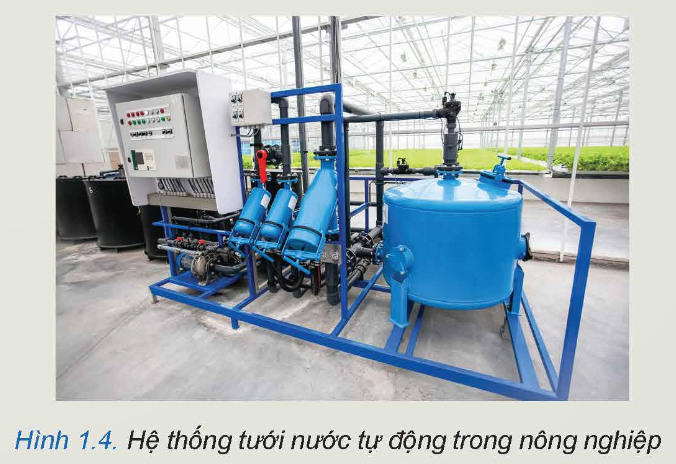 Hình 1.4. Hệ thống tưới nước tự động trong nông nghiệp